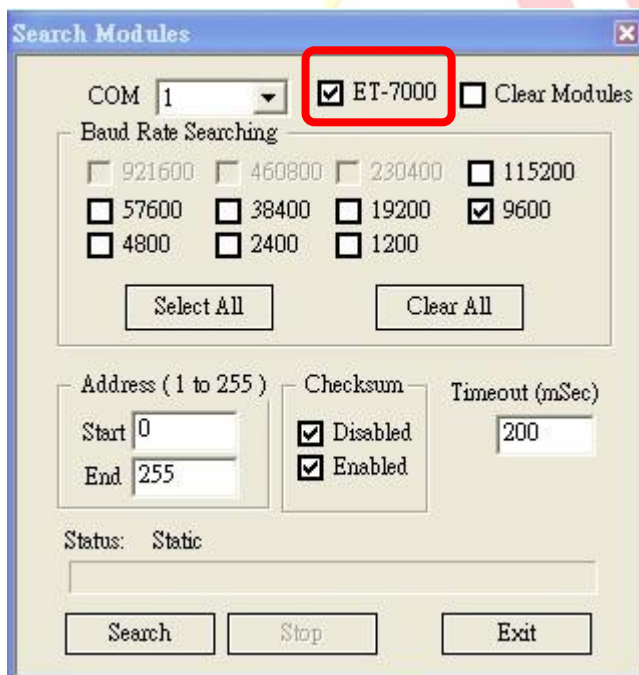 Search Modules
COM 1 ET-7000 Clear Modules
Baud Rate Searching
921600 460800 230400 115200
57600 38400 19200 9600
4800 2400 1200
Select All Clear All
Address ( 1 to 255 ) Checksum Timeout (mSec)
Start 0 Disabled 200
End 255 Enabled
Status: Static
Search Stop Exit